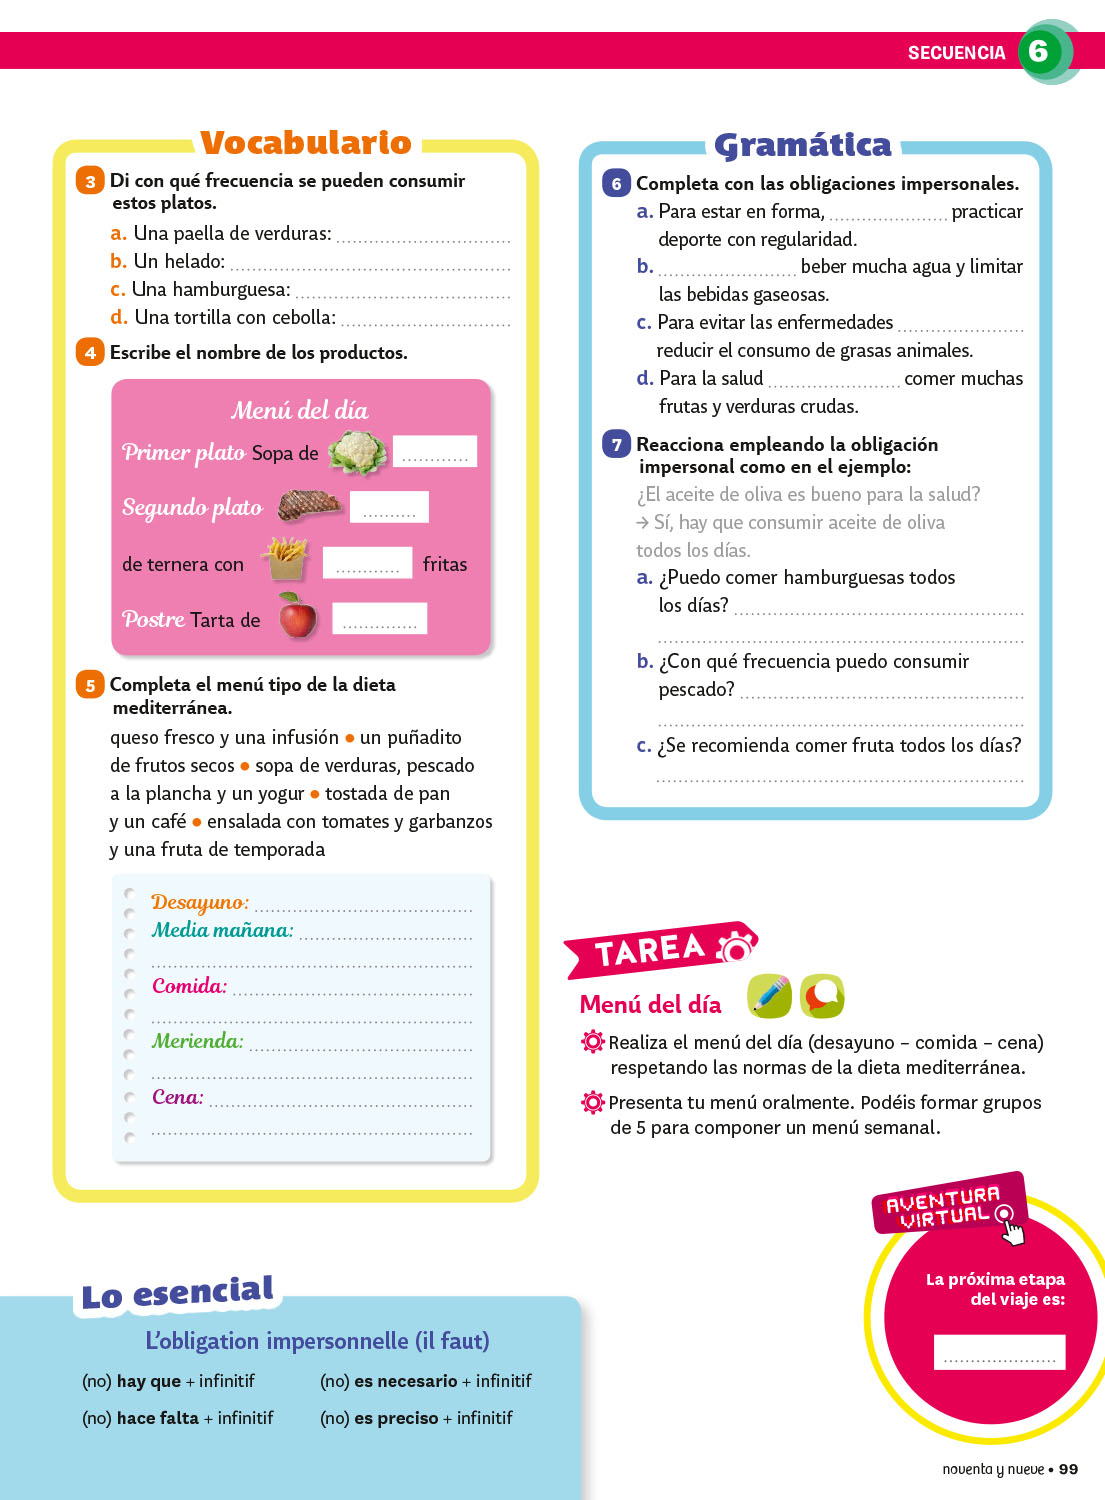 SECUENCIA 6
Vocabulario
3 Di con qué frecuencia se pueden consumir
estos platos.
a. Una paella de verduras: ................................
b. Un helado: ................................
c. Una hamburguesa: ................................
d. Una tortilla con cebolla: ................................
4 Escribe el nombre de los productos.
Menú del día
Primer plato Sopa de ............
Segundo plato ..........
de ternera con ............ fritas
Postre Tarta de ..............
5 Completa el menú tipo de la dieta
mediterránea.
queso fresco y una infusión • un puñadito
de frutos secos • sopa de verduras, pescado
a la plancha y un yogur • tostada de pan
y un café • ensalada con tomates y garbanzos
y una fruta de temporada
Desayuno: ................................
Media mañana: ................................
................................
Comida: ................................
................................
Merienda: ................................
................................
Cena: ................................
................................
Gramática
6 Completa con las obligaciones impersonales.
a. Para estar en forma, ...................... practicar
deporte con regularidad.
b. .......................... beber mucha agua y limitar
las bebidas gaseosas.
c. Para evitar las enfermedades ........................
reducir el consumo de grasas animales.
d. Para la salud ........................ comer muchas
frutas y verduras crudas.
7 Reacciona empleando la obligación
impersonal como en el ejemplo:
¿El aceite de oliva es bueno para la salud?
→ Sí, hay que consumir aceite de oliva
todos los días.
a. ¿Puedo comer hamburguesas todos
los días? ................................
................................
b. ¿Con qué frecuencia puedo consumir
pescado? ................................
................................
c. ¿Se recomienda comer fruta todos los días?
................................
TAREA
Menú del día
Realiza el menú del día (desayuno – comida – cena)
respetando las normas de la dieta mediterránea.
Presenta tu menú oralmente. Podéis formar grupos
de 5 para componer un menú semanal.
AVENTURA
VIRTUAL
La próxima etapa
del viaje es:
.....................
Lo esencial
L'obligation impersonnelle (il faut)
(no) hay que + infinitif (no) es necesario + infinitif
(no) hace falta + infinitif (no) es preciso + infinitif
noventa y nueve • 99